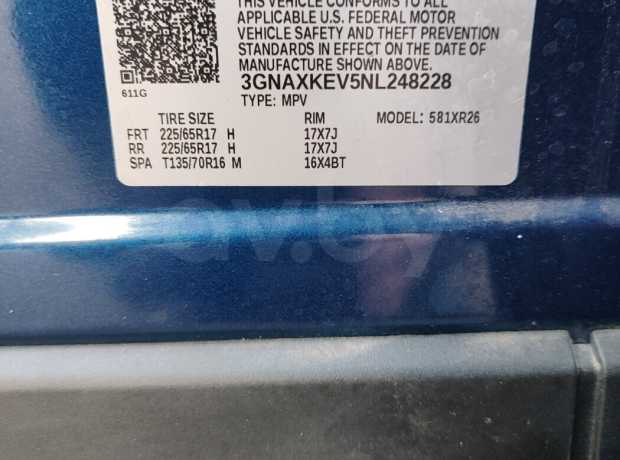 THIS VEHICLE CONFORMS TO ALL
APPLICABLE U.S. FEDERAL MOTOR
VEHICLE SAFETY AND THEFT PREVENTION
STANDARDS IN EFFECT ON THE DATE OF
MANUFACTURE SHOWN ABOVE.
3GNAXKEV5NL248228
TYPE: MPV
611G
TIRE SIZE RIM MODEL: 581XR26
FRT 225/65R17 H 17X7J
RR 225/65R17 H 17X7J
SPA T135/70R16 M 16X4BT
av.by